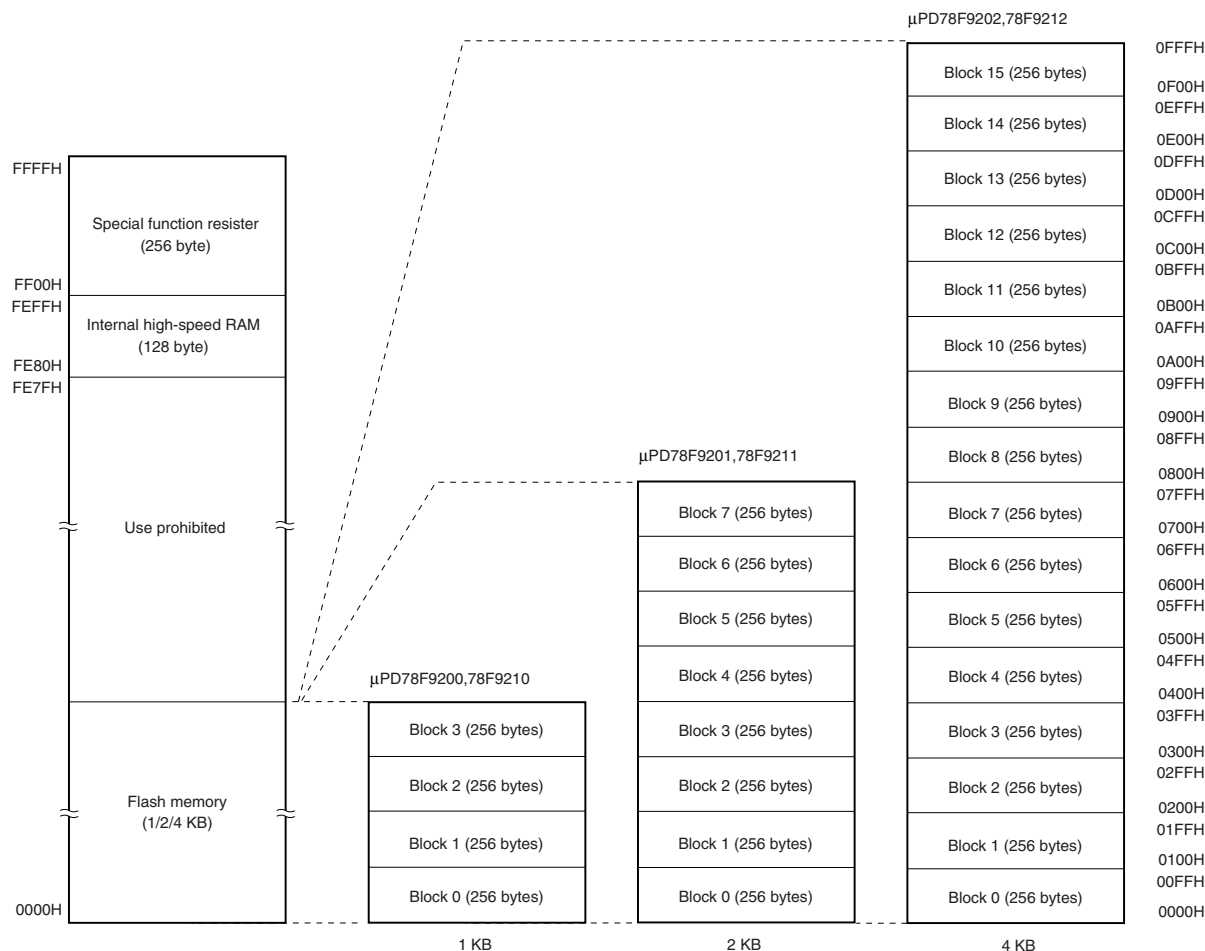 μPD78F9202,78F9212
0FFFH
Block 15 (256 bytes)
0F00H
0EFFH
Block 14 (256 bytes)
0E00H
0DFFH
Block 13 (256 bytes)
0D00H
0CFFH
Block 12 (256 bytes)
0C00H
0BFFH
Block 11 (256 bytes)
0B00H
0AFFH
Block 10 (256 bytes)
0A00H
09FFH
Block 9 (256 bytes)
0900H
08FFH
Block 8 (256 bytes)
0800H
07FFH
Block 7 (256 bytes)
0700H
06FFH
Block 6 (256 bytes)
0600H
05FFH
Block 5 (256 bytes)
0500H
04FFH
Block 4 (256 bytes)
0400H
03FFH
Block 3 (256 bytes)
0300H
02FFH
Block 2 (256 bytes)
0200H
01FFH
Block 1 (256 bytes)
0100H
00FFH
Block 0 (256 bytes)
0000H
4 KB
FFFFH
Special function resister
(256 byte)
FF00H
FEFFH
Internal high-speed RAM
(128 byte)
FE80H
FE7FH
Use prohibited
Flash memory
(1/2/4 KB)
0000H
μPD78F9200,78F9210
Block 3 (256 bytes)
Block 2 (256 bytes)
Block 1 (256 bytes)
Block 0 (256 bytes)
1 KB
μPD78F9201,78F9211
Block 7 (256 bytes)
Block 6 (256 bytes)
Block 5 (256 bytes)
Block 4 (256 bytes)
Block 3 (256 bytes)
Block 2 (256 bytes)
Block 1 (256 bytes)
Block 0 (256 bytes)
2 KB